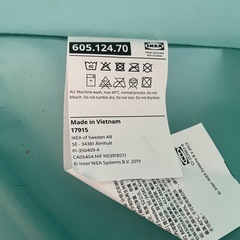 605.124.70
IKEA
AU: Machine wash, max 40°C, normal process. Do not bleach. Do not tumble dry. Do not iron. Do not dryclean.
Made in Vietnam
17915
IKEA of Sweden AB
SE - 34381 Älmhult
PI-350409-4
CA05404 NIF N0391857J
© Inter IKEA Systems B.V. 2019
IKEA